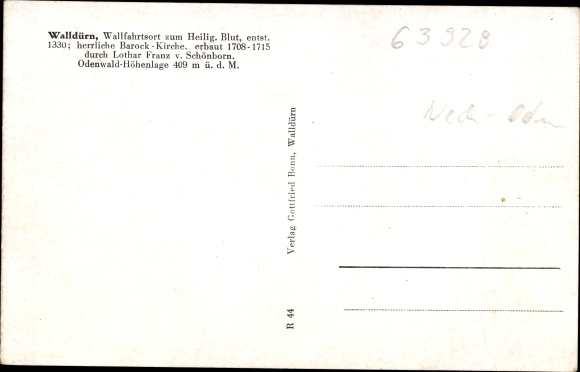 Walldürn, Wallfahrtsort zum Heilig. Blut, entst.
1330; herrliche Barock-Kirche. erbaut 1708-1715
durch Lothar Franz v. Schönborn.
Odenwald-Höhenlage 409 m ü. d. M.
63928
Verlag Gottfried Bonn, Walldürn
R 44